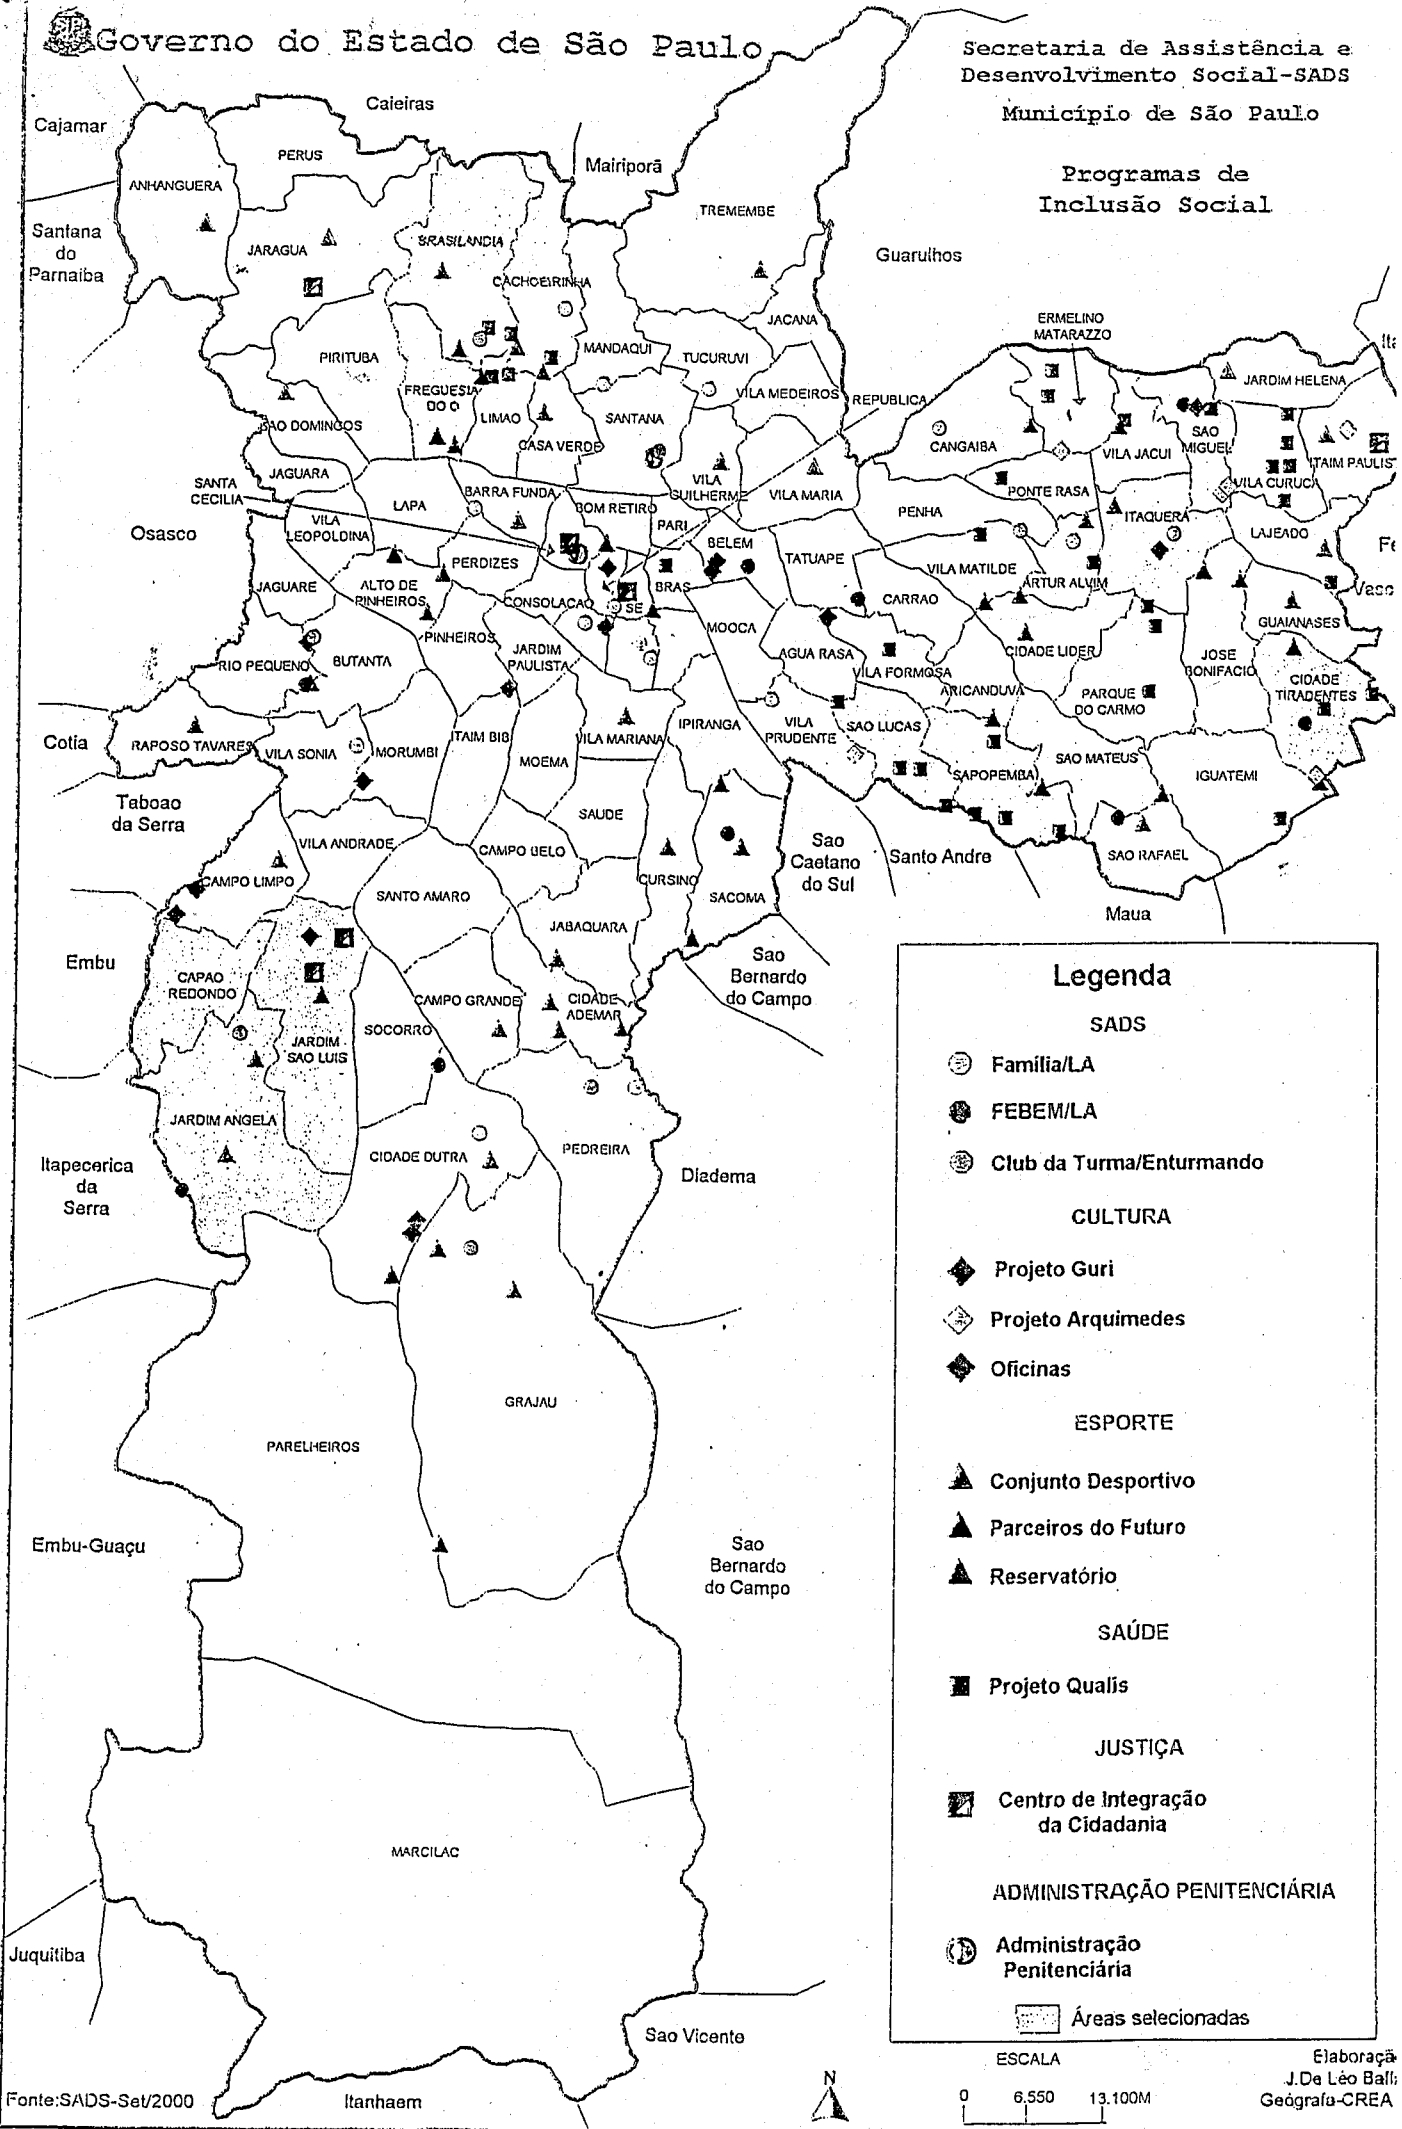 Governo do Estado de São Paulo
Secretaria de Assistência e
Desenvolvimento Social-SADS
Município de São Paulo
Programas de
Inclusão Social
Caieiras
Cajamar
PERUS
Mairiporã
ANHANGUERA
TREMEMBE
Santana
do
Parnaiba
JARAGUA
BRASILANDIA
Guarulhos
CACHOEIRINHA
JACANA
ERMELINO
MATARAZZO
PIRITUBA
MANDAQUI
TUCURUVI
JARDIM HELENA
FREGUESIA
DO O
VILA MEDEIROS
REPUBLICA
LIMAO
SANTANA
SAO DOMINGOS
CASA VERDE
CANGAIBA
VILA JACUI
SAO
MIGUEL
ITAIM PAULIS
JAGUARA
SANTA
CECILIA
LAPA
BARRA FUNDA
VILA
GUILHERME
VILA MARIA
PONTE RASA
VILA CURUCA
BOM RETIRO
PENHA
VILA
LEOPOLDINA
PARI
ITAQUERA
LAJEADO
Osasco
BELEM
TATUAPE
PERDIZES
VILA MATILDE
JAGUARE
ALTO DE
PINHEIROS
BRAS
ARTUR ALVIM
CONSOLACAO
SE
CARRAO
Vasc
MOOCA
GUAIANASES
PINHEIROS
JARDIM
PAULISTA
AGUA RASA
CIDADE LIDER
RIO PEQUENO
BUTANTA
VILA FORMOSA
JOSE
BONIFACIO
CIDADE
TIRADENTES
ARICANDUVA
PARQUE
DO CARMO
Cotia
RAPOSO TAVARES
VILA SONIA
MORUMBI
ITAIM BIBI
VILA MARIANA
IPIRANGA
VILA
PRUDENTE
SAO LUCAS
MOEMA
SAO MATEUS
SAPOPEMBA
IGUATEMI
Taboao
da Serra
SAUDE
VILA ANDRADE
CAMPO BELO
Sao
Caetano
do Sul
Santo Andre
SAO RAFAEL
CAMPO LIMPO
CURSINO
SANTO AMARO
SACOMA
Maua
JABAQUARA
Embu
CAPAO
REDONDO
Sao
Bernardo
do Campo
CAMPO GRANDE
CIDADE
ADEMAR
SOCORRO
JARDIM
SAO LUIS
JARDIM ANGELA
CIDADE DUTRA
PEDREIRA
Itapecerica
da
Serra
Diadema
GRAJAU
PARELHEIROS
Embu-Guaçu
Sao
Bernardo
do Campo
MARCILAC
Juquitiba
Sao Vicente
Itanhaem
Fonte:SADS-Set/2000
Legenda
SADS
Família/LA
FEBEM/LA
Club da Turma/Enturmando
CULTURA
Projeto Guri
Projeto Arquimedes
Oficinas
ESPORTE
Conjunto Desportivo
Parceiros do Futuro
Reservatório
SAÚDE
Projeto Qualis
JUSTIÇA
Centro de Integração
da Cidadania
ADMINISTRAÇÃO PENITENCIÁRIA
Administração
Penitenciária
Áreas selecionadas
N
ESCALA
0 6.550 13.100M
Elaboraçã
J.De Léo
Geógrafo-CREA